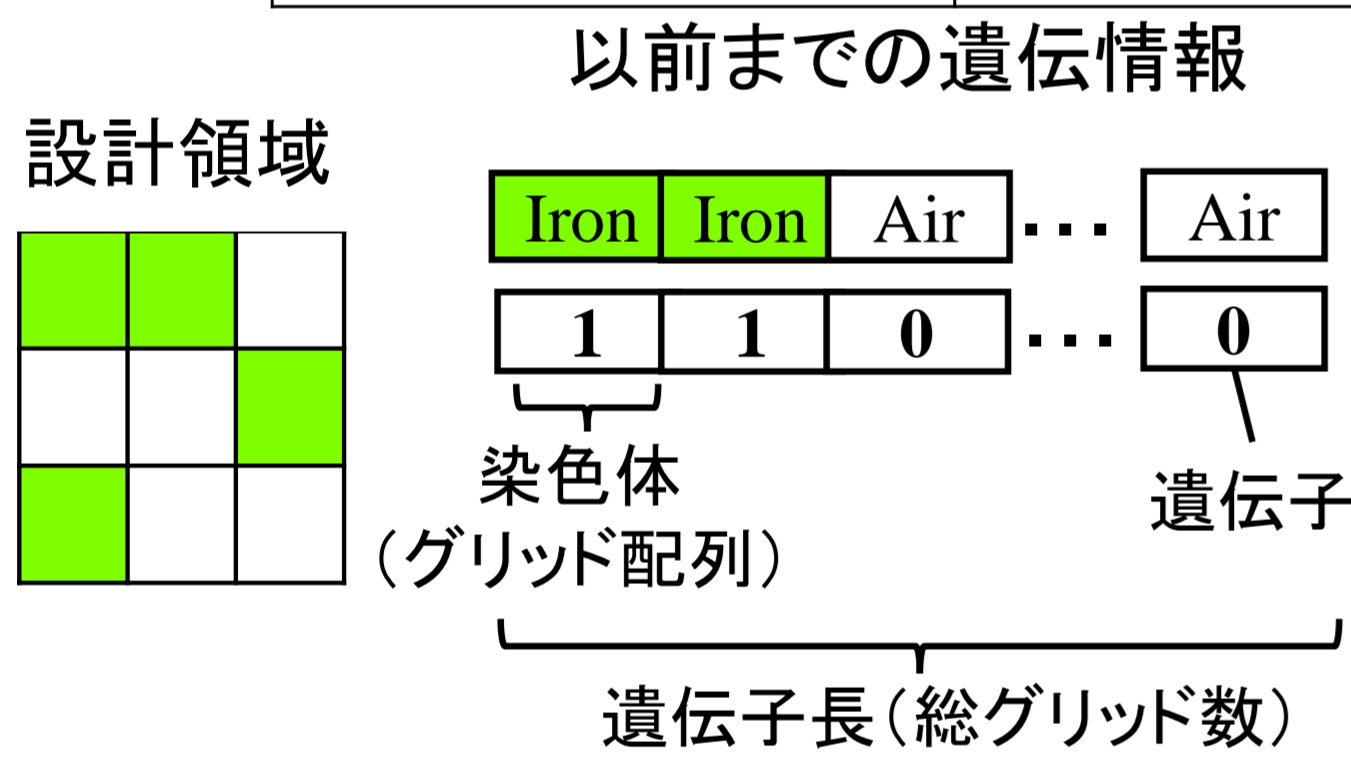 以前までの遺伝情報
設計領域
Iron Iron Air ... Air
1 1 0 ... 0
染色体
(グリッド配列)
遺伝子
遺伝子長(総グリッド数)